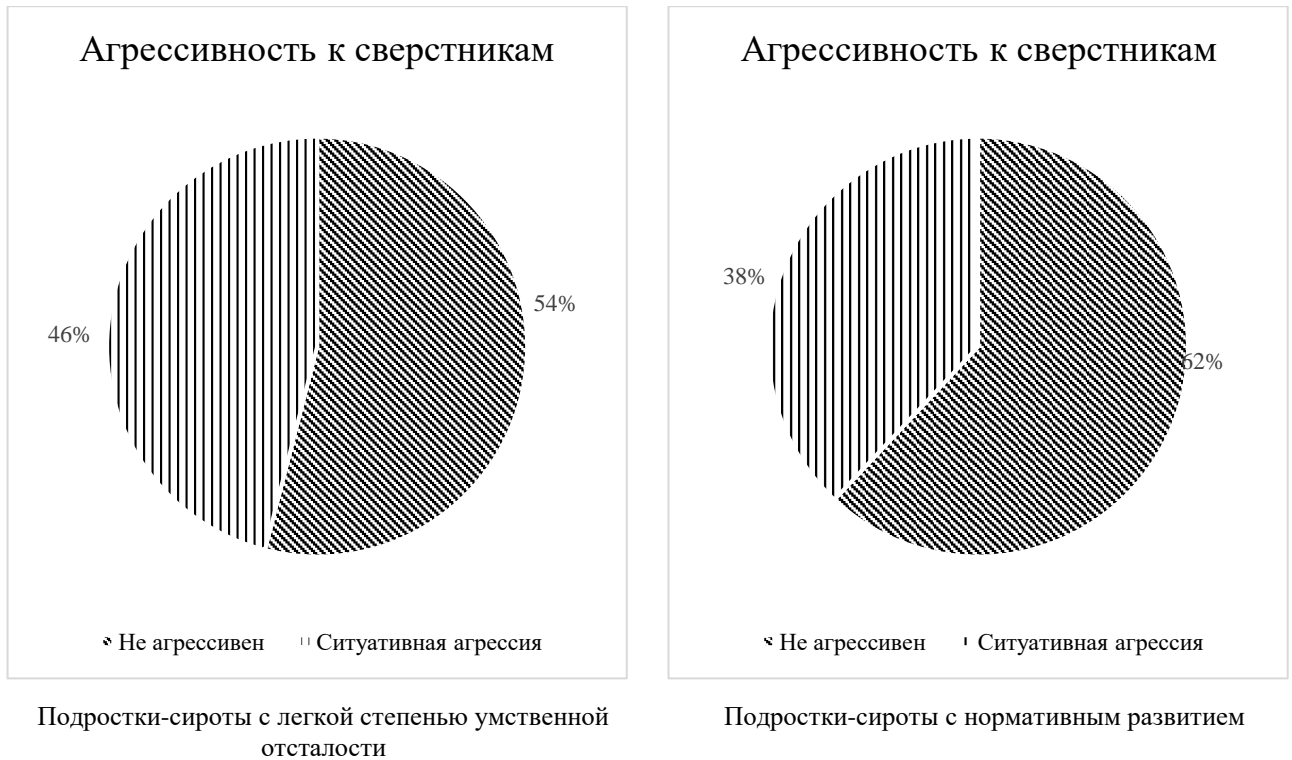 Агрессивность к сверстникам
54%
46%
Не агрессивен Ситуативная агрессия
Подростки-сироты с легкой степенью умственной
отсталости
Агрессивность к сверстникам
38%
62%
Не агрессивен Ситуативная агрессия
Подростки-сироты с нормативным развитием